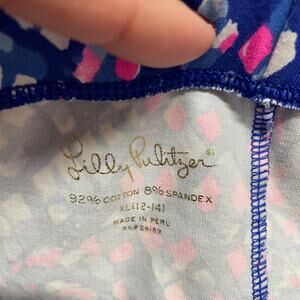 Lilly Pulitzer®
92% COTTON 8% SPANDEX
XL (12-14)
MADE IN PERU